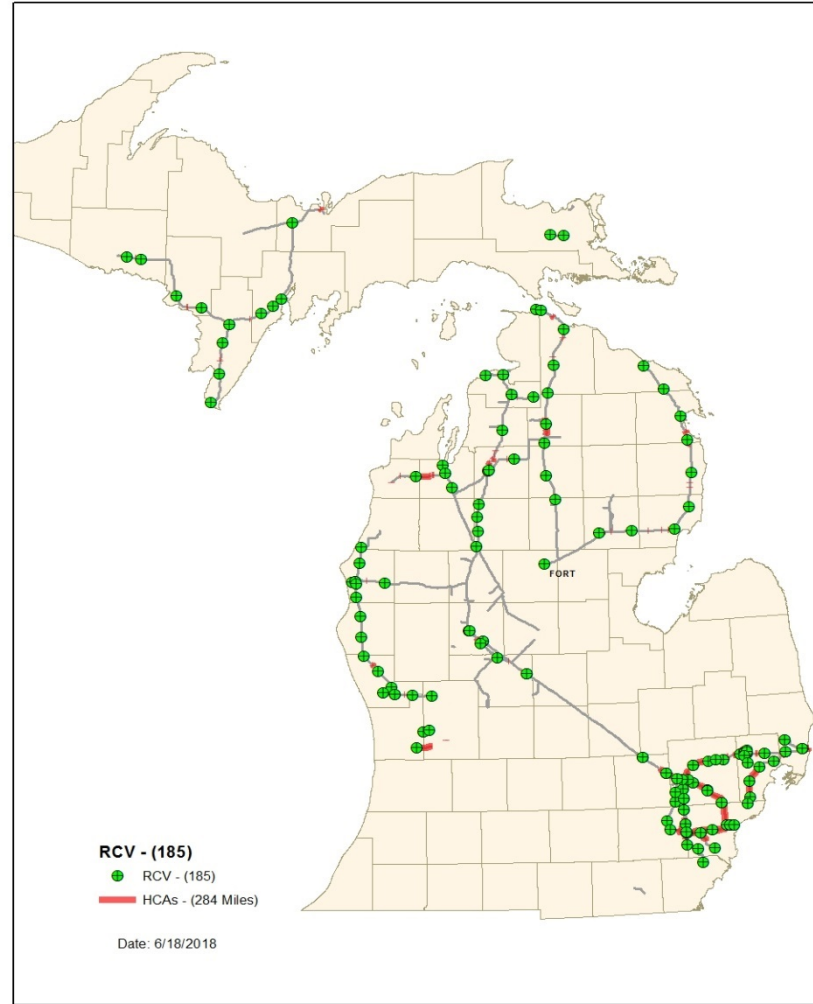 FORT
RCV - (185)
RCV - (185)
HCAs - (284 Miles)
Date: 6/18/2018